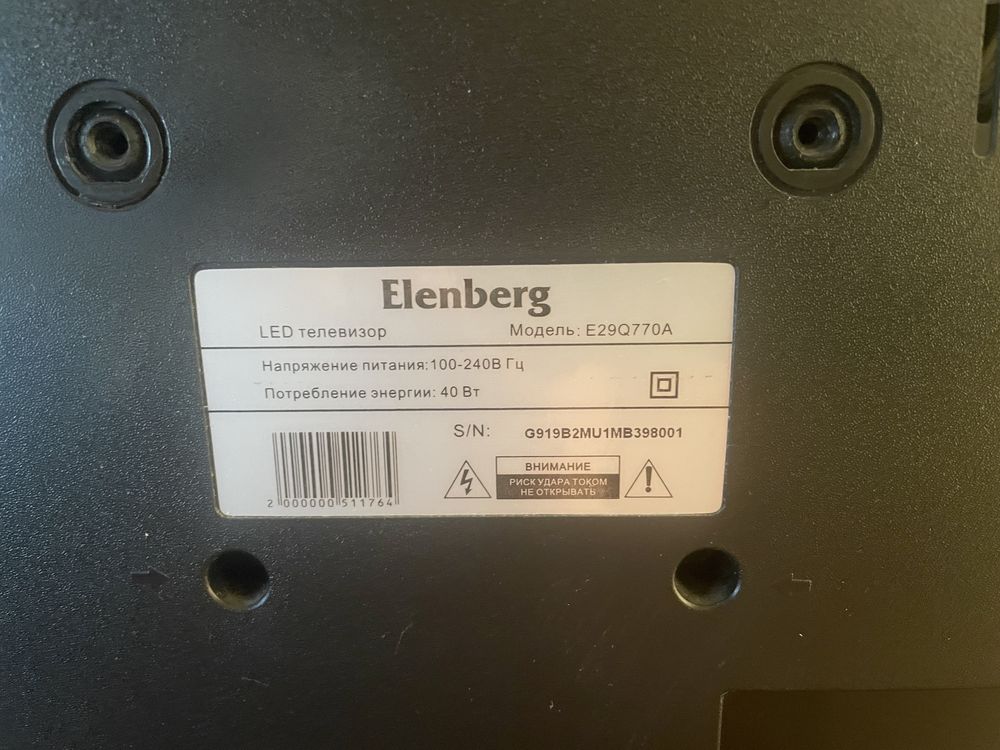 Elenberg
LED телевизор Модель: E29Q770A
Напряжение питания:100-240В Гц
Потребление энергии: 40 Вт
S/N: G919B2MU1MB398001
ВНИМАНИЕ
РИСК УДАРА ТОКОМ
НЕ ОТКРЫВАТЬ
2 000000 511764